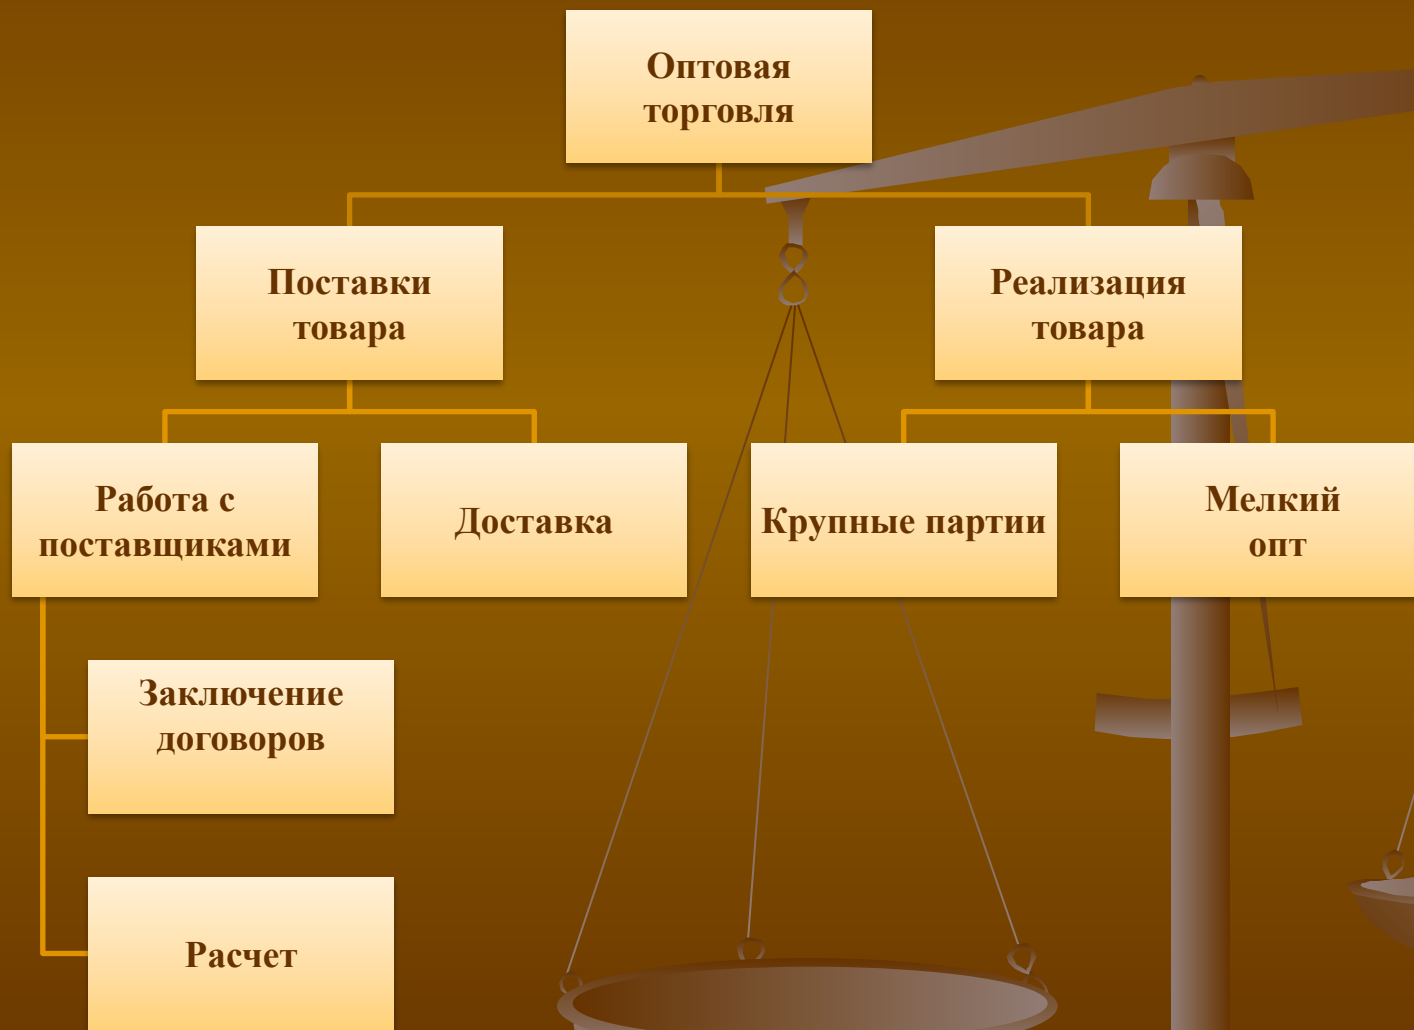 Оптовая
торговля
Поставки
товара
Реализация
товара
Работа с
поставщиками
Доставка
Крупные партии
Мелкий
опт
Заключение
договоров
Расчет